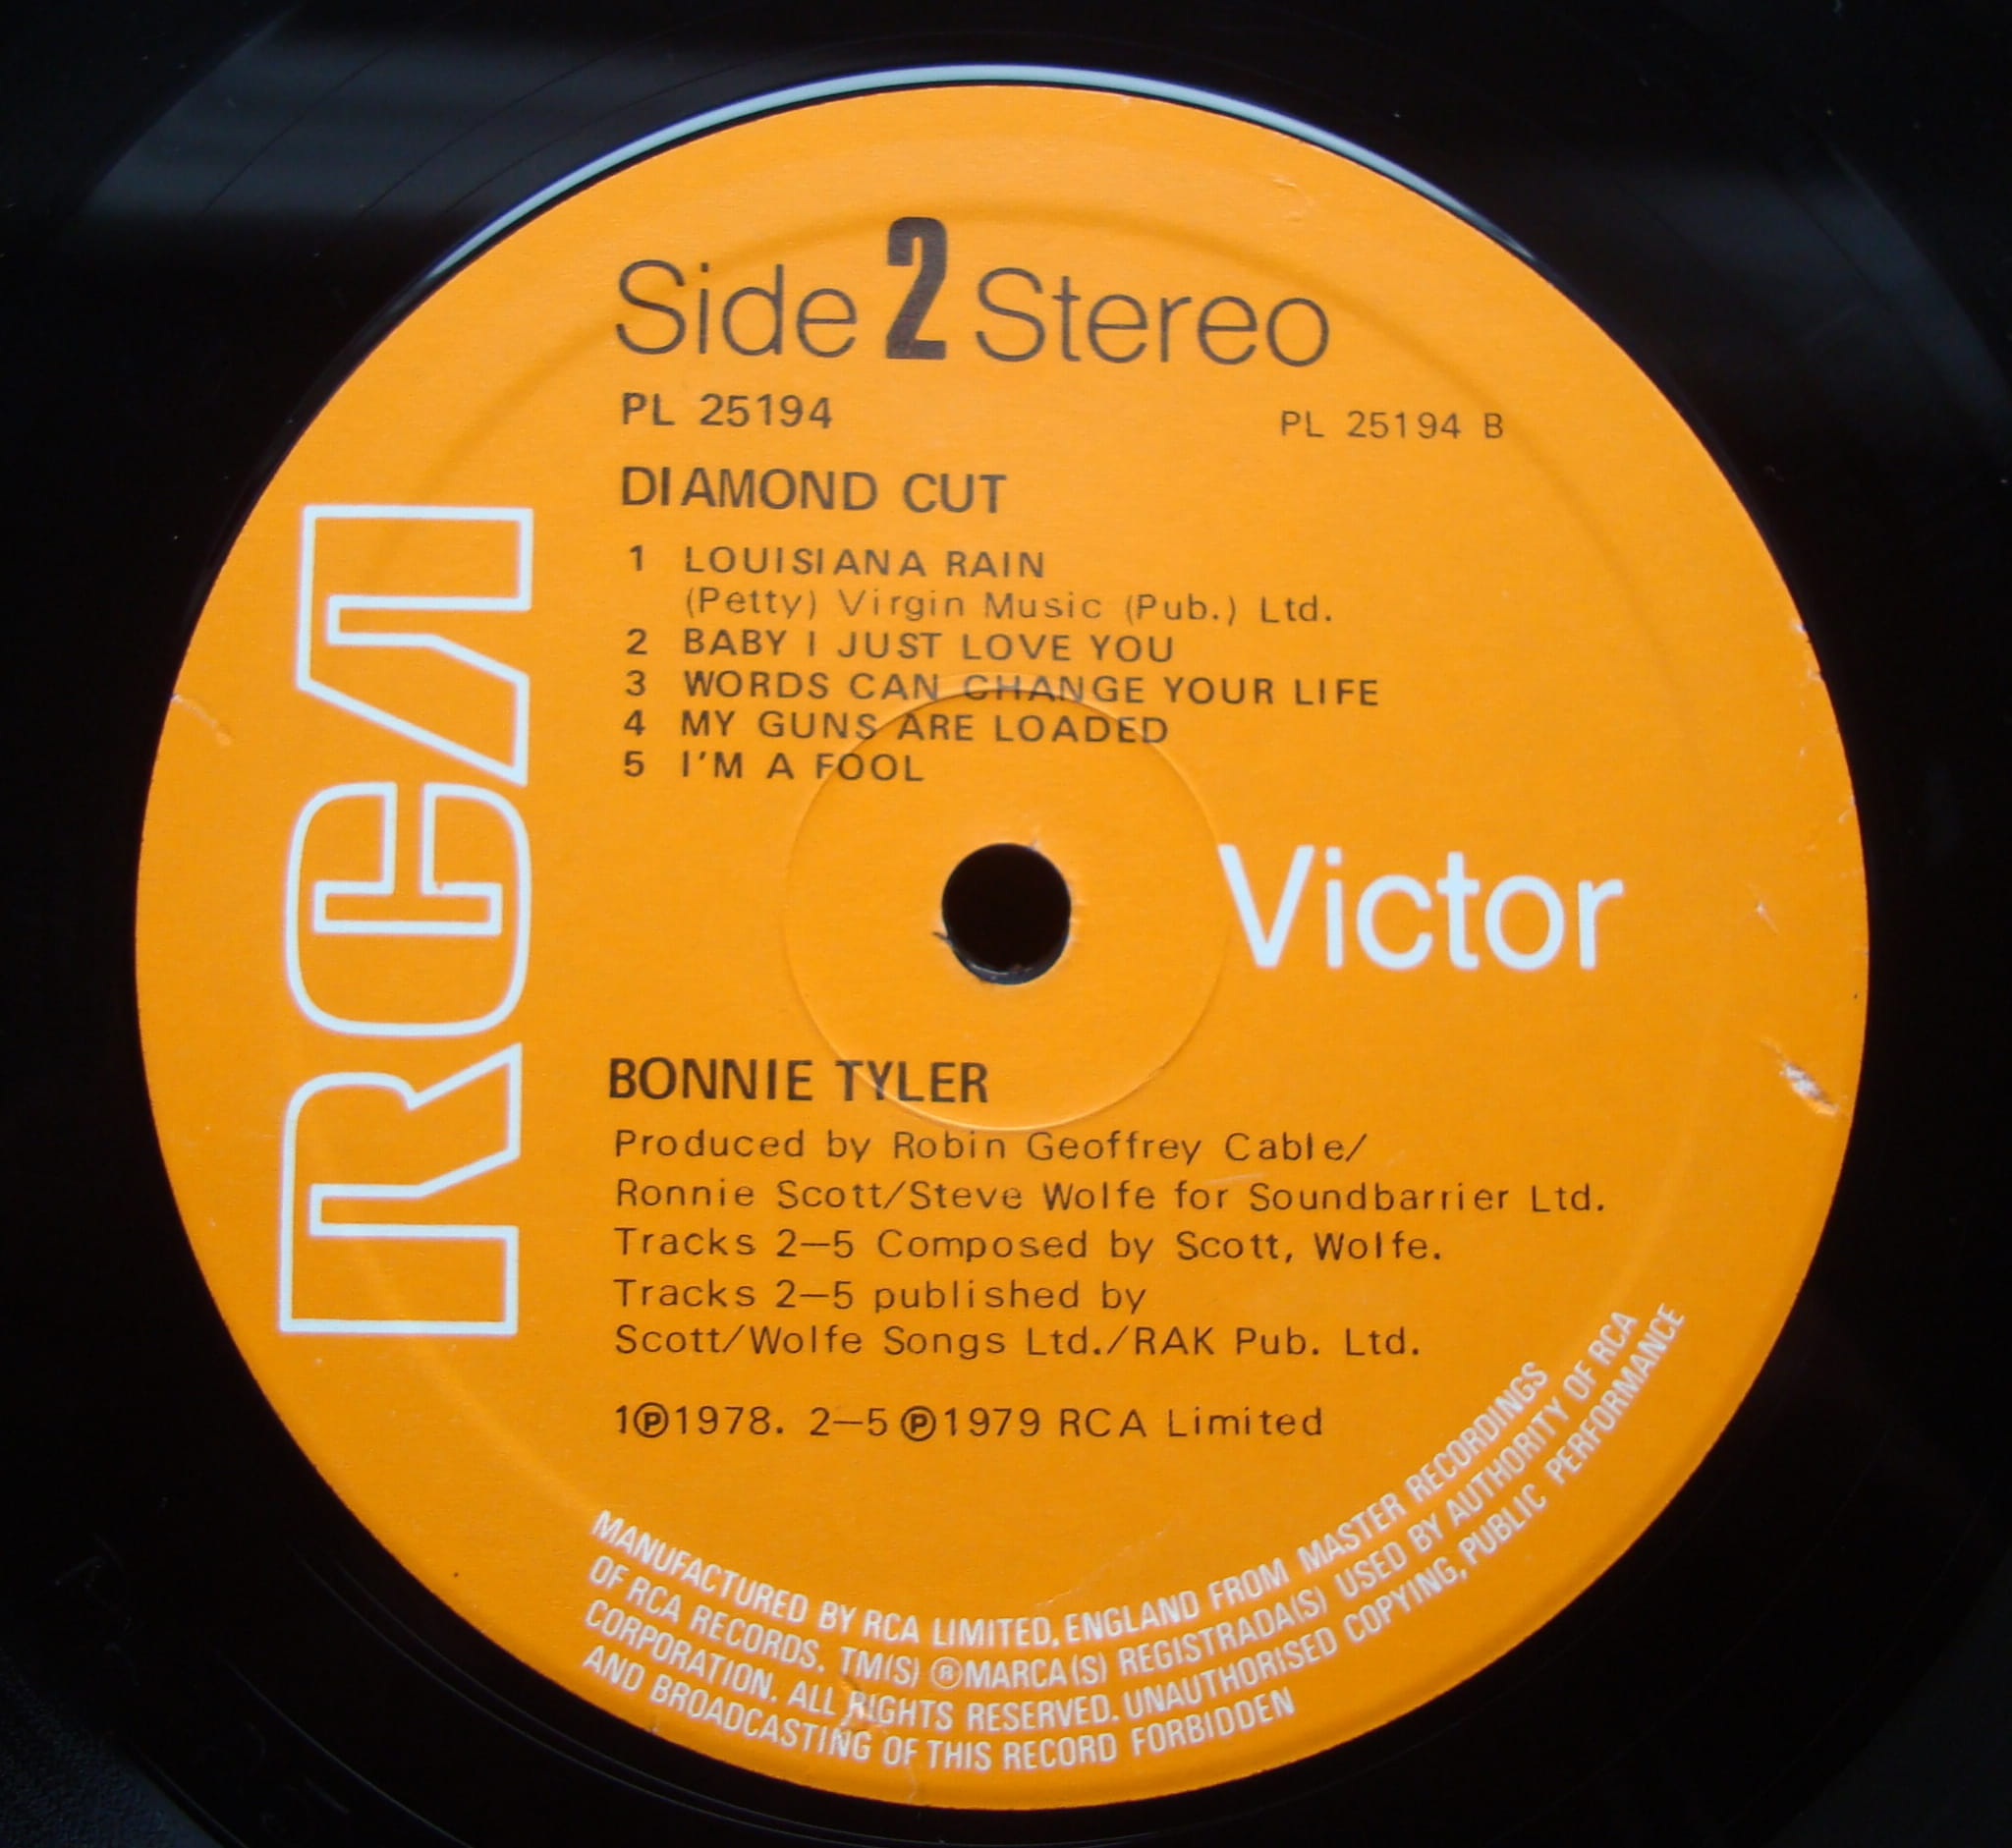 Side 2 Stereo
PL 25194
PL 25194 B
DIAMOND CUT
1 LOUISIANA RAIN
(Petty) Virgin Music (Pub.) Ltd.
2 BABY I JUST LOVE YOU
3 WORDS CAN CHANGE YOUR LIFE
4 MY GUNS ARE LOADED
5 I'M A FOOL
RCA
Victor
BONNIE TYLER
Produced by Robin Geoffrey Cable/
Ronnie Scott/Steve Wolfe for Soundbarrier Ltd.
Tracks 2–5 Composed by Scott, Wolfe.
Tracks 2–5 published by
Scott/Wolfe Songs Ltd./RAK Pub. Ltd.
1℗1978. 2–5℗1979 RCA Limited
MANUFACTURED BY RCA LIMITED, ENGLAND FROM MASTER RECORDINGS
OF RCA RECORDS. TM(S) ®MARCA(S) REGISTRADA(S) USED BY AUTHORITY OF RCA
CORPORATION. ALL RIGHTS RESERVED. UNAUTHORISED COPYING, PUBLIC PERFORMANCE
AND BROADCASTING OF THIS RECORD FORBIDDEN